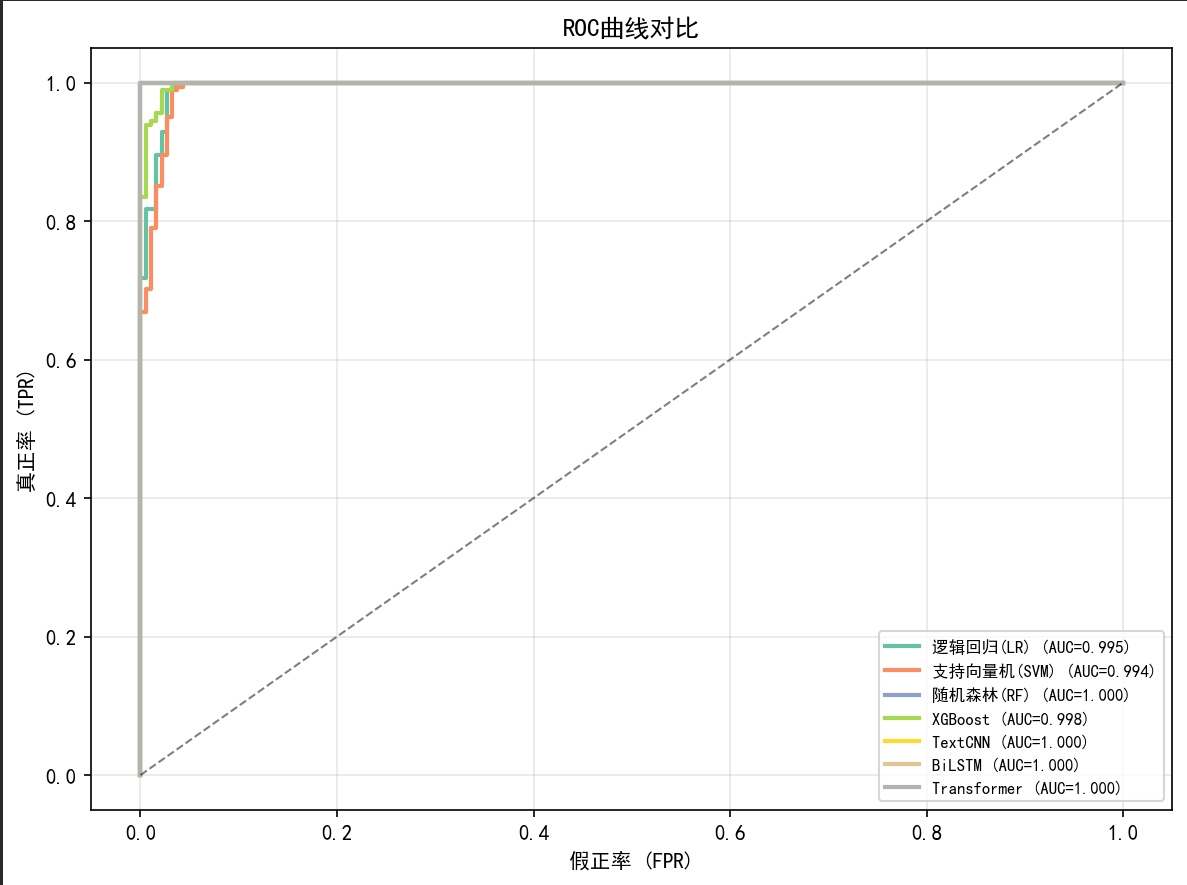 ROC曲线对比
1.0
0.8
0.6
0.4
0.2
0.0
真正率 (TPR)
逻辑回归(LR) (AUC=0.995)
支持向量机(SVM) (AUC=0.994)
随机森林(RF) (AUC=1.000)
XGBoost (AUC=0.998)
TextCNN (AUC=1.000)
BiLSTM (AUC=1.000)
Transformer (AUC=1.000)
0.0 0.2 0.4 0.6 0.8 1.0
假正率 (FPR)